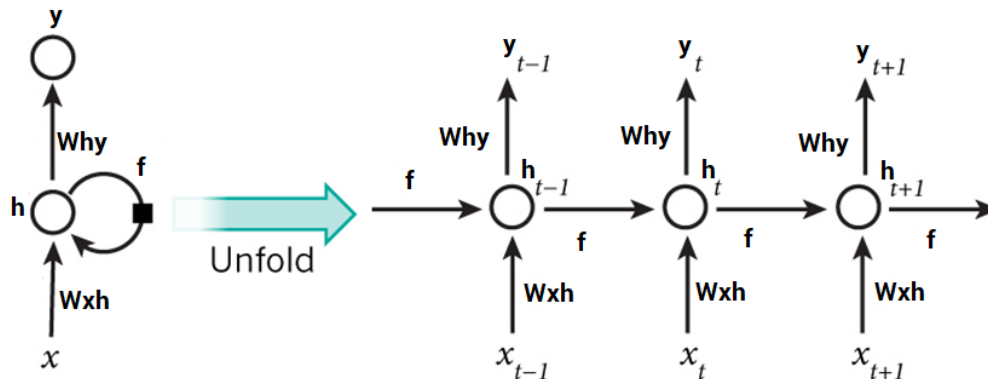 y
Why
f
h
Wxh
x
Unfold
y t−1
y t
y t+1
Why
Why
Why
f
h t−1
h t
h t+1
f
f
f
Wxh
Wxh
Wxh
x t−1
x t
x t+1